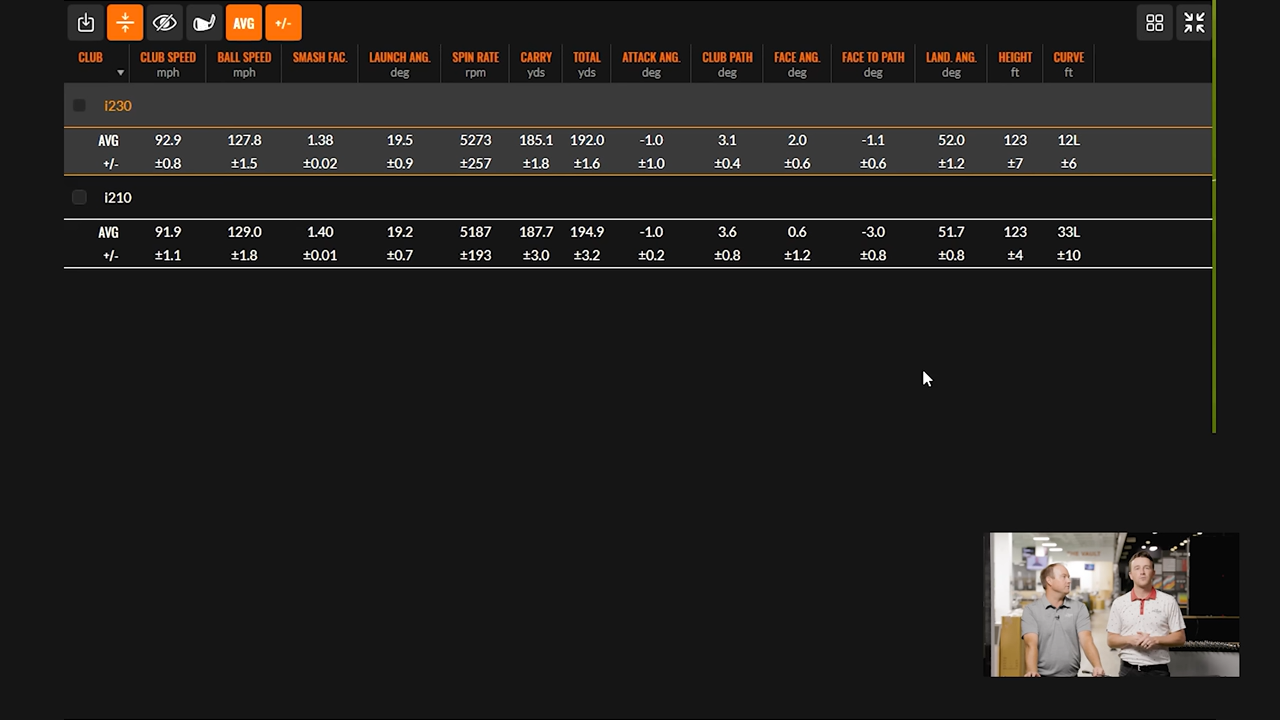 AVG +/-
CLUB CLUB SPEED BALL SPEED SMASH FAC. LAUNCH ANG. SPIN RATE CARRY TOTAL ATTACK ANG. CLUB PATH FACE ANG. FACE TO PATH LAND. ANG. HEIGHT CURVE
mph mph deg rpm yds yds deg deg deg deg deg ft ft
i230
AVG 92.9 127.8 1.38 19.5 5273 185.1 192.0 -1.0 3.1 2.0 -1.1 52.0 123 12L
+/- ±0.8 ±1.5 ±0.02 ±0.9 ±257 ±1.8 ±1.6 ±1.0 ±0.4 ±0.6 ±0.6 ±1.2 ±7 ±6
i210
AVG 91.9 129.0 1.40 19.2 5187 187.7 194.9 -1.0 3.6 0.6 -3.0 51.7 123 33L
+/- ±1.1 ±1.8 ±0.01 ±0.7 ±193 ±3.0 ±3.2 ±0.2 ±0.8 ±1.2 ±0.8 ±0.8 ±4 ±10